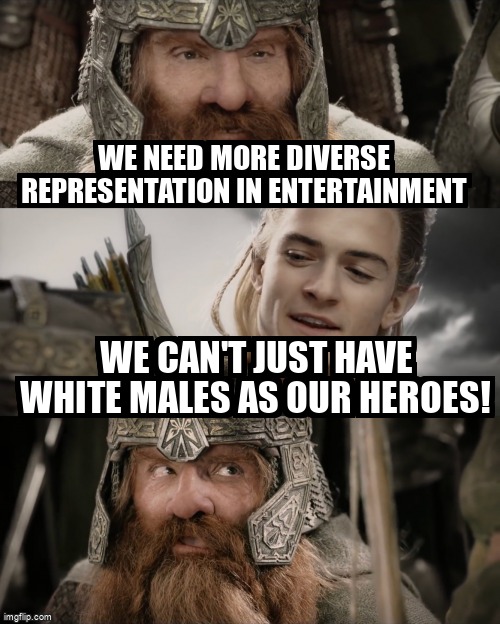 WE NEED MORE DIVERSE
REPRESENTATION IN ENTERTAINMENT
WE CAN'T JUST HAVE
WHITE MALES AS OUR HEROES!
imgflip.com